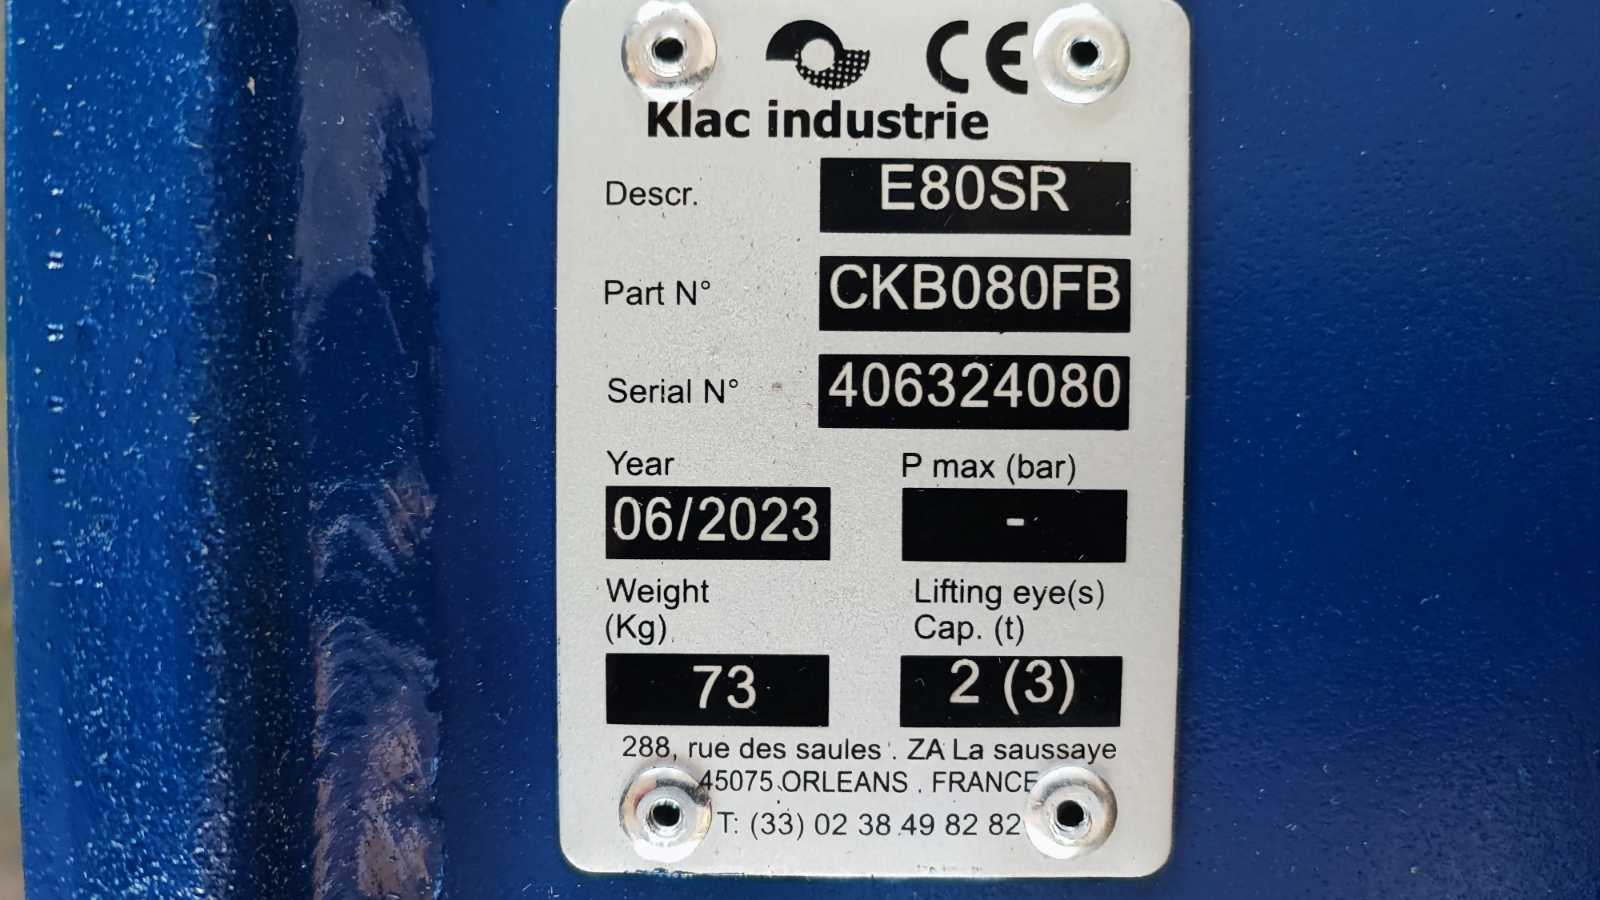 CE
Klac industrie
Descr. E80SR
Part N° CKB080FB
Serial N° 406324080
Year P max (bar)
06/2023 -
Weight Lifting eye(s)
(Kg) Cap. (t)
73 2 (3)
288, rue des saules . ZA La saussaye
45075 ORLEANS . FRANCE
T: (33) 02 38 49 82 82